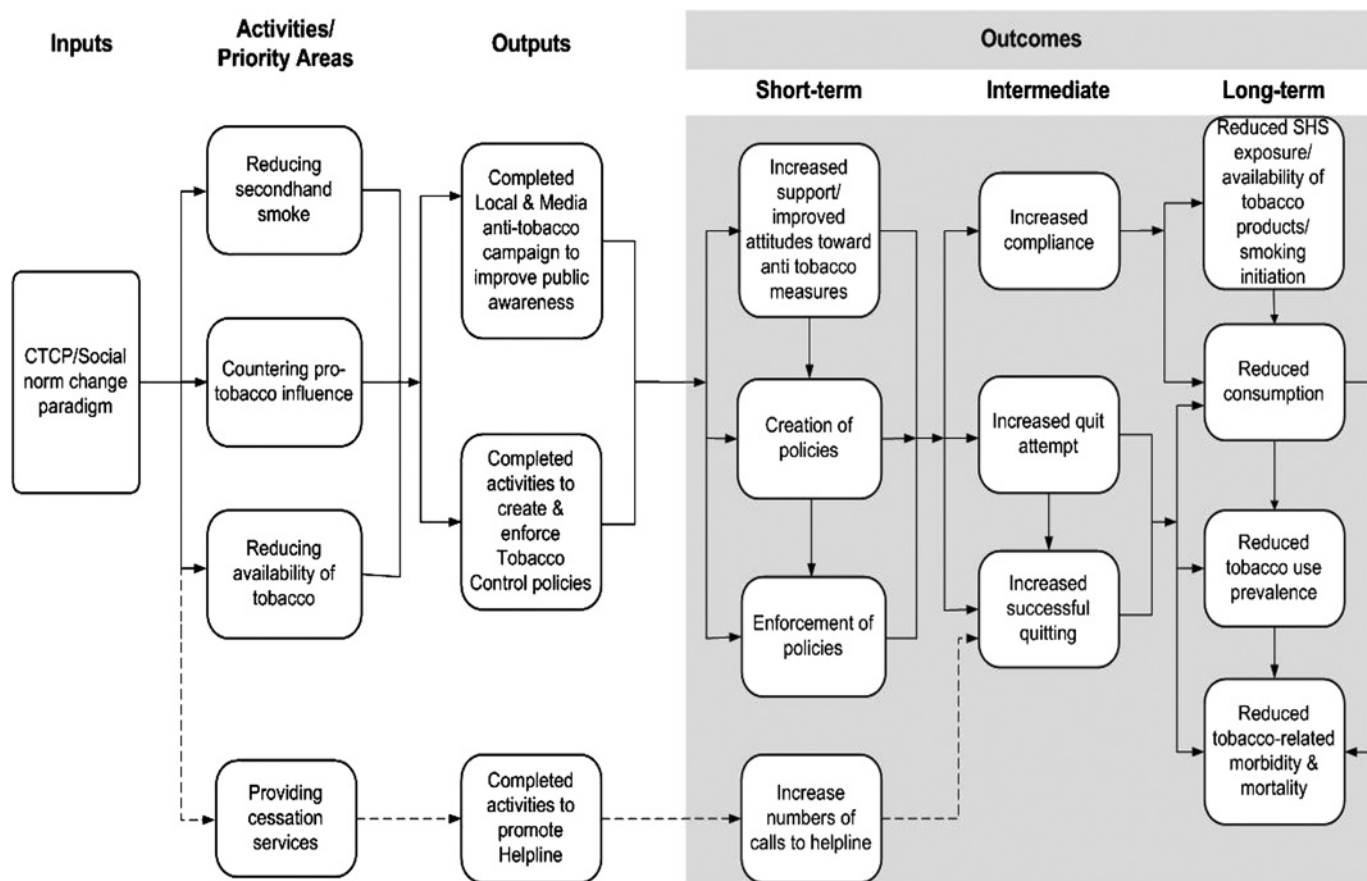 Inputs
Activities/
Priority Areas
Outputs
Outcomes
Short-term
Intermediate
Long-term
CTCP/Social
norm change
paradigm
Reducing
secondhand
smoke
Countering pro-
tobacco influence
Reducing
availability of
tobacco
Providing
cessation
services
Completed
Local & Media
anti-tobacco
campaign to
improve public
awareness
Completed
activities to
create &
enforce
Tobacco
Control policies
Completed
activities to
promote
Helpline
Increased
support/
improved
attitudes toward
anti tobacco
measures
Creation of
policies
Enforcement of
policies
Increase
numbers of
calls to helpline
Increased
compliance
Increased quit
attempt
Increased
successful
quitting
Reduced SHS
exposure/
availability of
tobacco
products/
smoking
initiation
Reduced
consumption
Reduced
tobacco use
prevalence
Reduced
tobacco-related
morbidity &
mortality